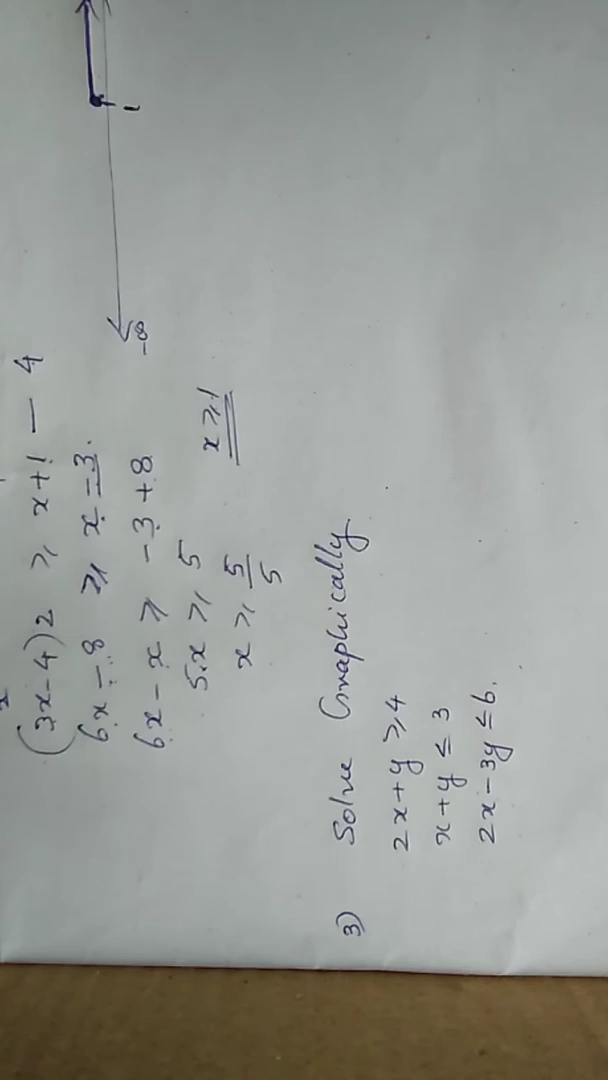 (3x-4)2 ⩾ x+1 - 4
6x-8 ⩾ x-3.
6x-x ⩾ -3+8
5x ⩾ 5
x ⩾ 5/5
x ⩾ 1
-∞
1
3) Solve Graphically
2x+y ⩾ 4
x+y ≤ 3
2x-3y ≤ 6.